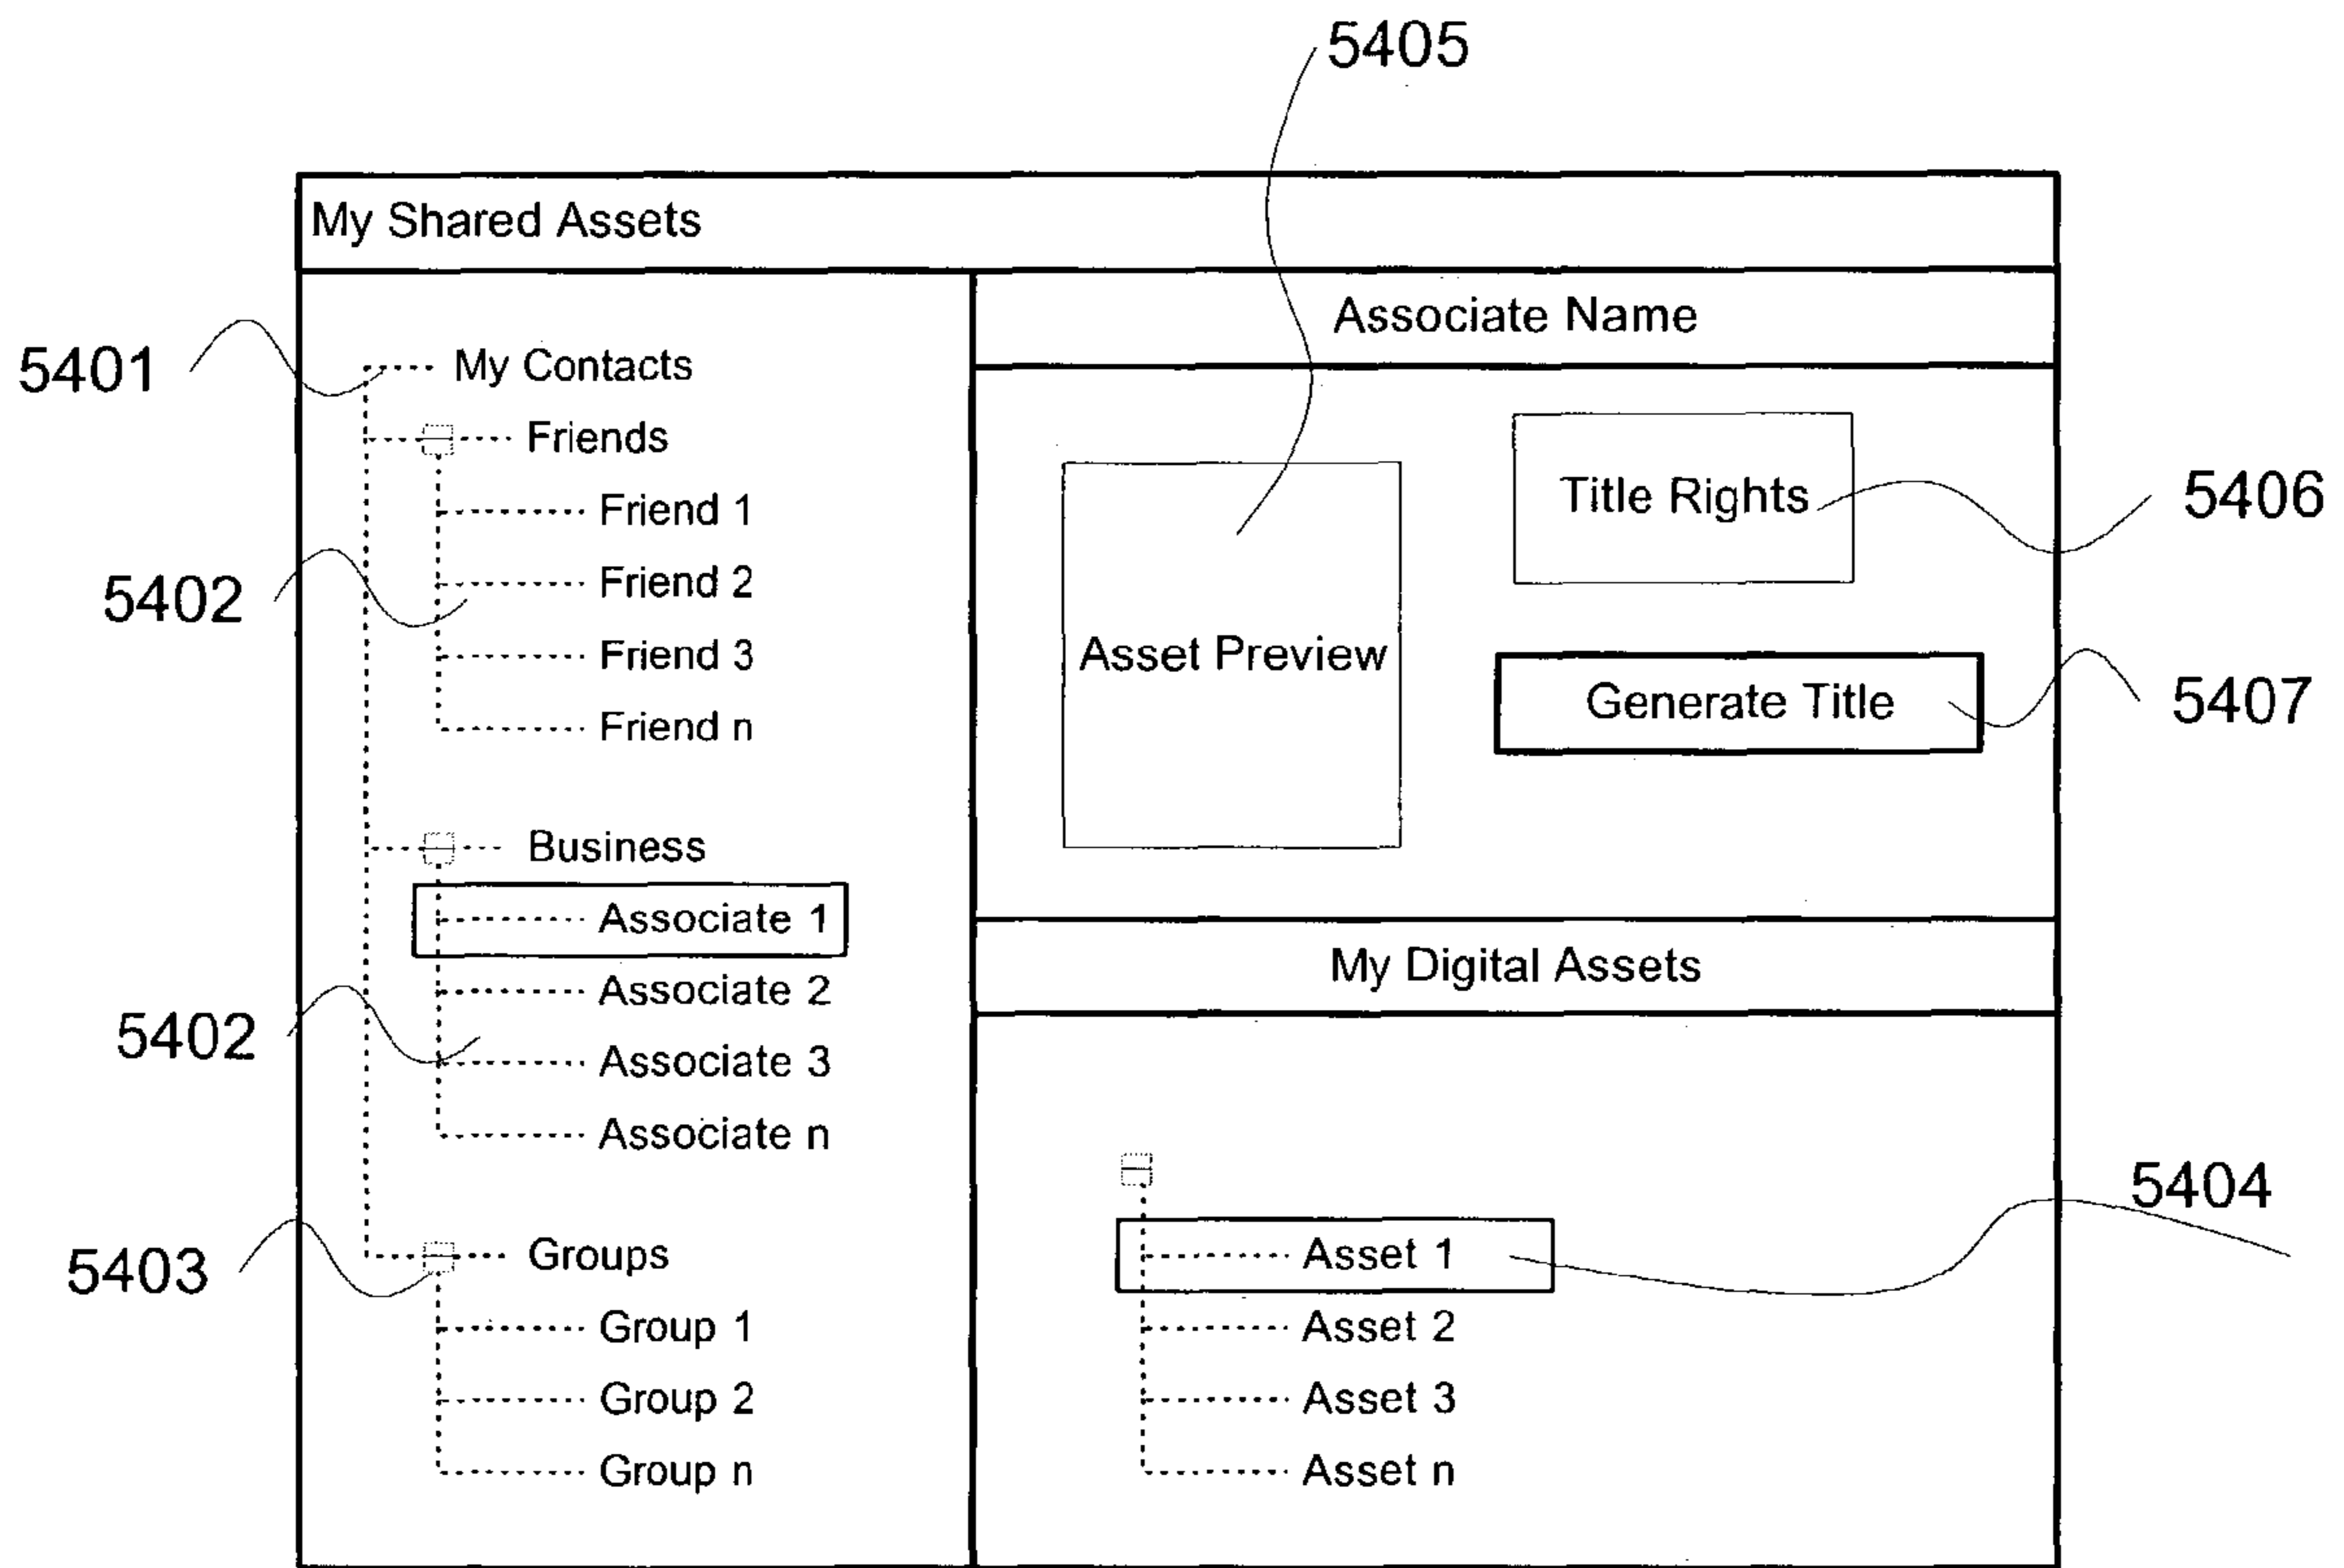 5405
My Shared Assets
Associate Name
5401
My Contacts
Friends
Friend 1
5402
Friend 2
Friend 3
Friend n
Business
Associate 1
Associate 2
5402
Associate 3
Associate n
5403
Groups
Group 1
Group 2
Group n
Title Rights
5406
Asset Preview
Generate Title
5407
My Digital Assets
5404
Asset 1
Asset 2
Asset 3
Asset n